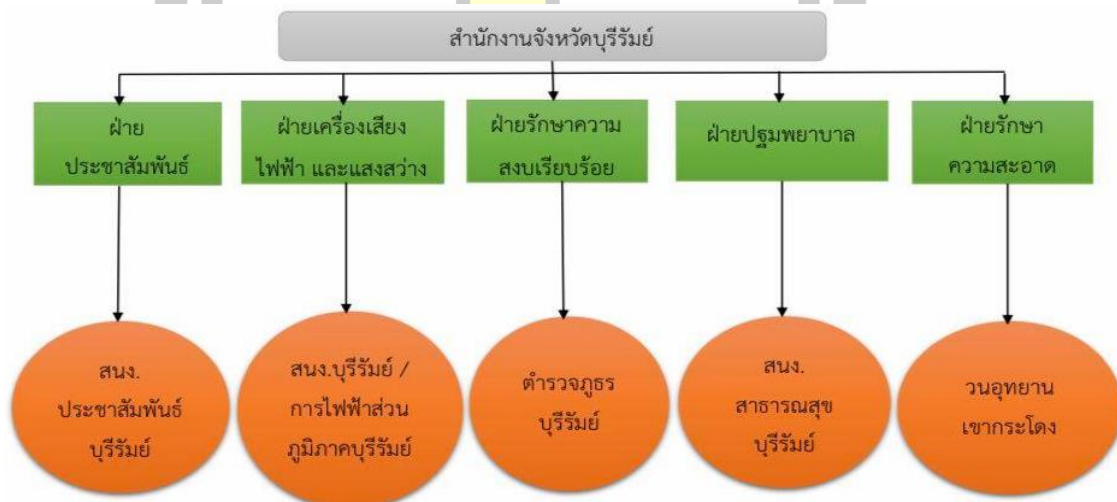 สำนักงานจังหวัดบุรีรัมย์
ฝ่าย
ประชาสัมพันธ์
ฝ่ายเครื่องเสียง
ไฟฟ้า และแสงสว่าง
ฝ่ายรักษาความ
สงบเรียบร้อย
ฝ่ายปฐมพยาบาล
ฝ่ายรักษา
ความสะอาด
สนง.
ประชาสัมพันธ์
บุรีรัมย์
สนง.บุรีรัมย์ /
การไฟฟ้าส่วน
ภูมิภาคบุรีรัมย์
ตำรวจภูธร
บุรีรัมย์
สนง.
สาธารณสุข
บุรีรัมย์
วนอุทยาน
เขากระโดง